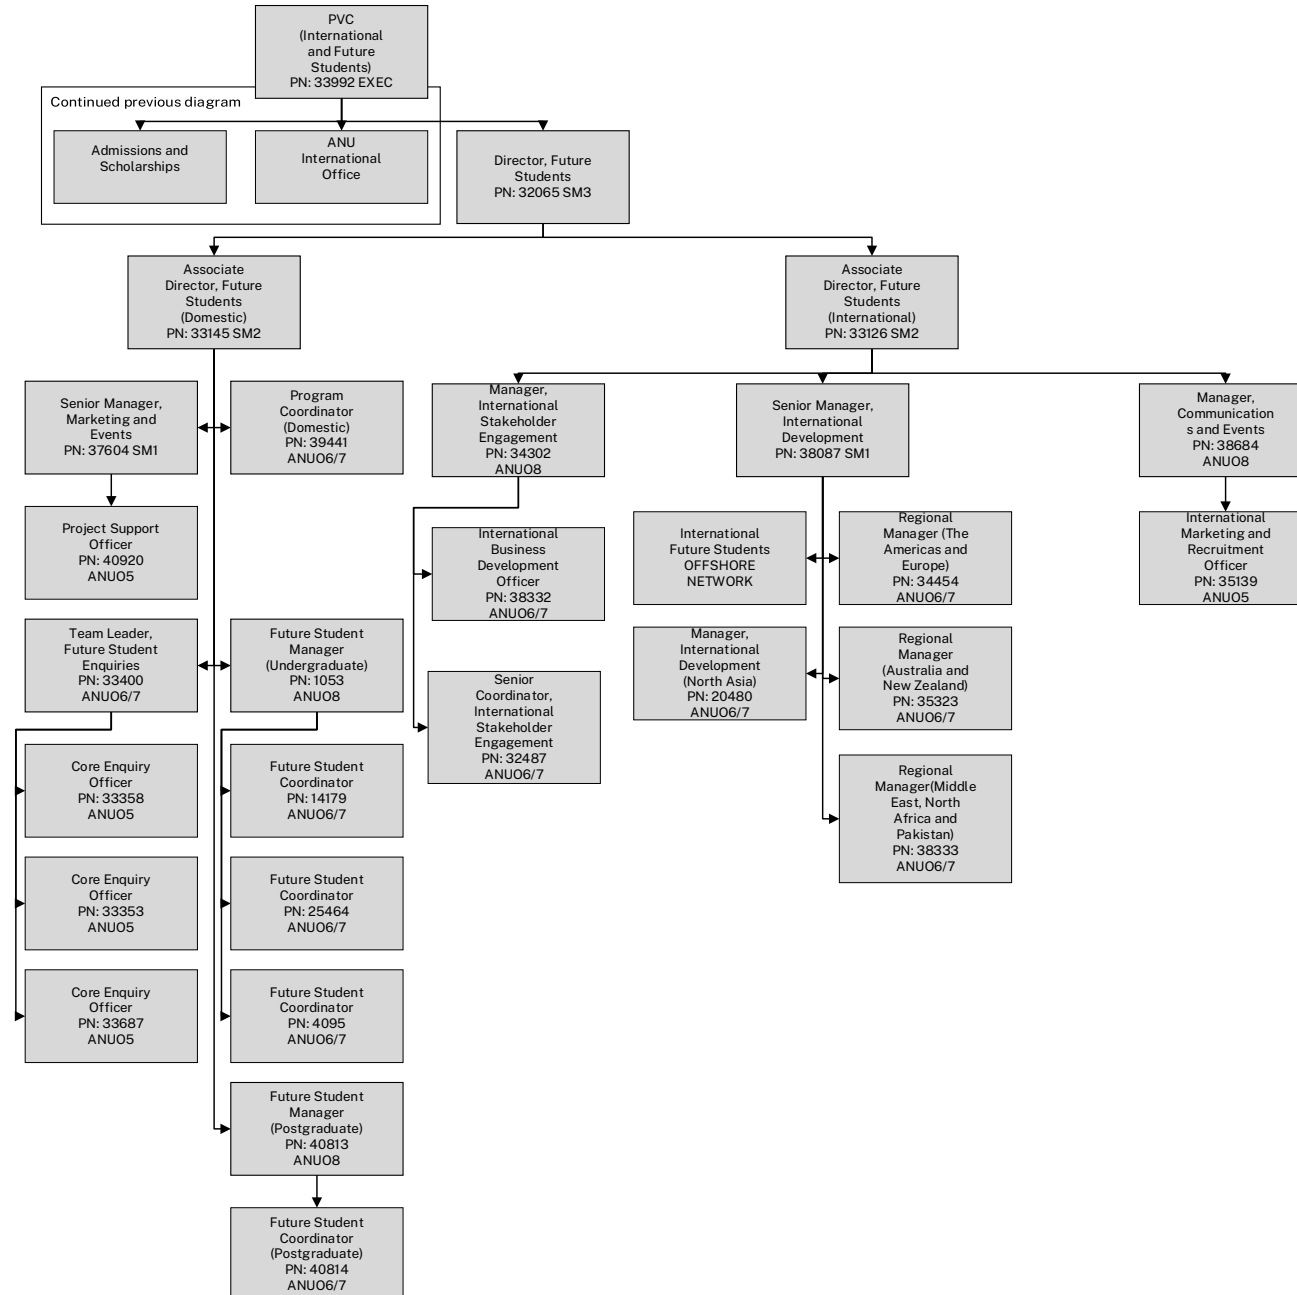 PVC
(International
and Future
Students)
PN: 33992 EXEC
Continued previous diagram
Admissions and
Scholarships
ANU
International
Office
Director, Future
Students
PN: 32065 SM3
Associate
Director, Future
Students
(Domestic)
PN: 33145 SM2
Associate
Director, Future
Students
(International)
PN: 33126 SM2
Senior Manager,
Marketing and
Events
PN: 37604 SM1
Program
Coordinator
(Domestic)
PN: 39441
ANUO6/7
Manager,
International
Stakeholder
Engagement
PN: 34302
ANUO8
Senior Manager,
International
Development
PN: 38087 SM1
Manager,
Communication
s and Events
PN: 38684
ANUO8
Project Support
Officer
PN: 40920
ANUO5
International
Business
Development
Officer
PN: 38332
ANUO6/7
International
Future Students
OFFSHORE
NETWORK
Regional
Manager (The
Americas and
Europe)
PN: 34454
ANUO6/7
International
Marketing and
Recruitment
Officer
PN: 35139
ANUO5
Team Leader,
Future Student
Enquiries
PN: 33400
ANUO6/7
Future Student
Manager
(Undergraduate)
PN: 1053
ANUO8
Senior
Coordinator,
International
Stakeholder
Engagement
PN: 32487
ANUO6/7
Manager,
International
Development
(North Asia)
PN: 20480
ANUO6/7
Regional
Manager
(Australia and
New Zealand)
PN: 35323
ANUO6/7
Core Enquiry
Officer
PN: 33358
ANUO5
Future Student
Coordinator
PN: 14179
ANUO6/7
Regional
Manager(Middle
East, North
Africa and
Pakistan)
PN: 38333
ANUO6/7
Core Enquiry
Officer
PN: 33353
ANUO5
Future Student
Coordinator
PN: 25464
ANUO6/7
Core Enquiry
Officer
PN: 33687
ANUO5
Future Student
Coordinator
PN: 4095
ANUO6/7
Future Student
Manager
(Postgraduate)
PN: 40813
ANUO8
Future Student
Coordinator
(Postgraduate)
PN: 40814
ANUO6/7